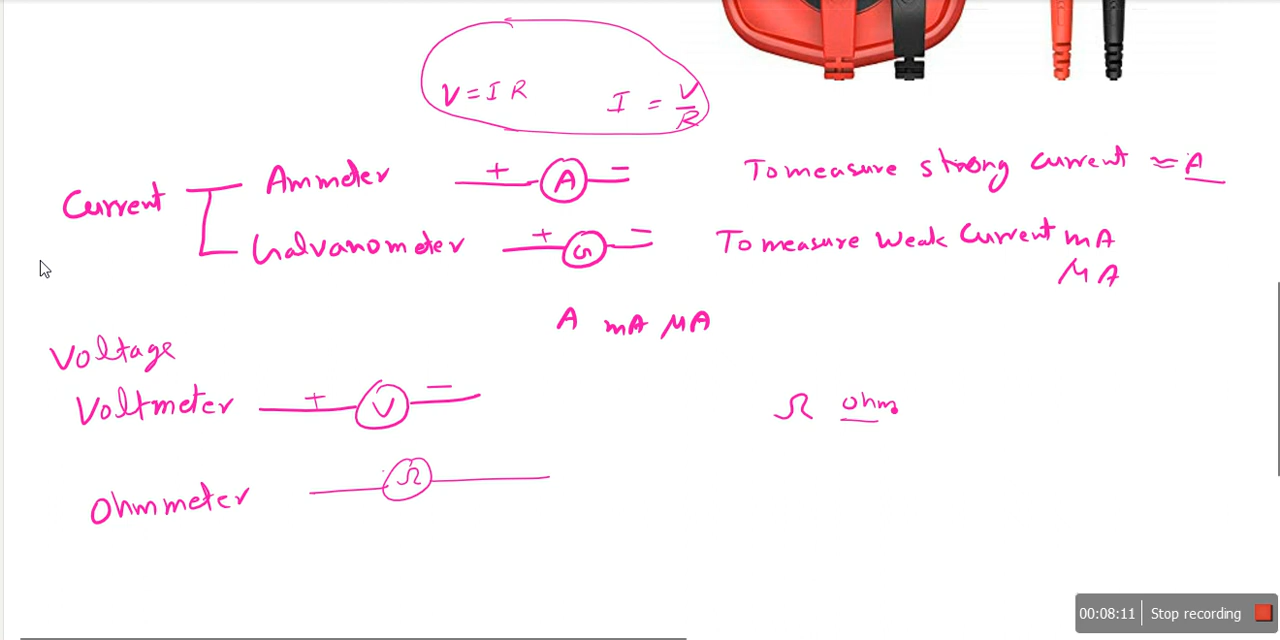 V = I R I = V/R
Current Ammeter + A = To measure strong current ≈ A
Galvanometer + G = To measure weak current mA
μA
A mA μA
Voltage
Voltmeter + V − Ω ohm
Ohmmeter Ω
00:08:11 Stop recording